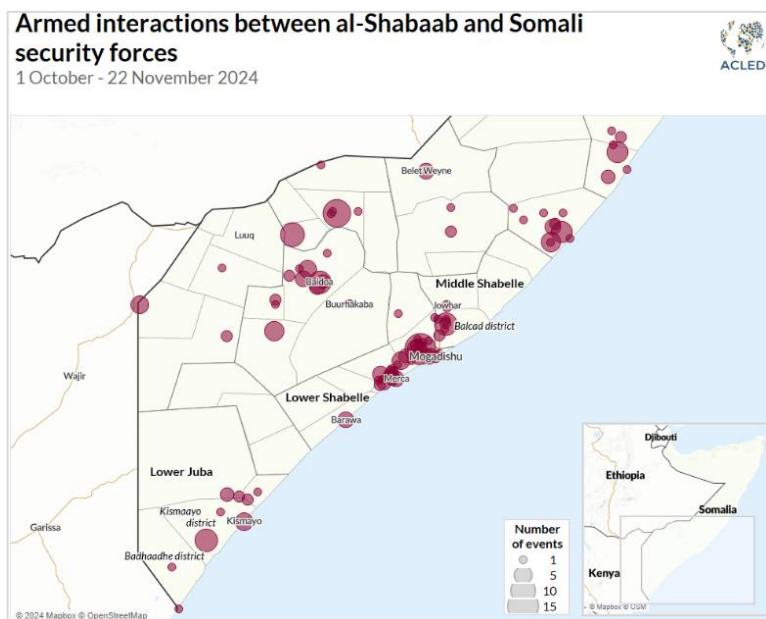 Armed interactions between al-Shabaab and Somali
security forces
1 October - 22 November 2024
ACLED
Belet Weyne
Luuq
Baidoa
Middle Shabelle
Buurhakaba
Jowhar
Balcad district
Mogadishu
Wajir
Merca
Lower Shabelle
Barawa
Lower Juba
Kismaayo
district
Kismayo
Garissa
Badhaadhe district
Number
of events
1
5
10
15
Djibouti
Ethiopia
Somalia
Kenya
© Mapbox © OSM
© 2024 Mapbox © OpenStreetMap